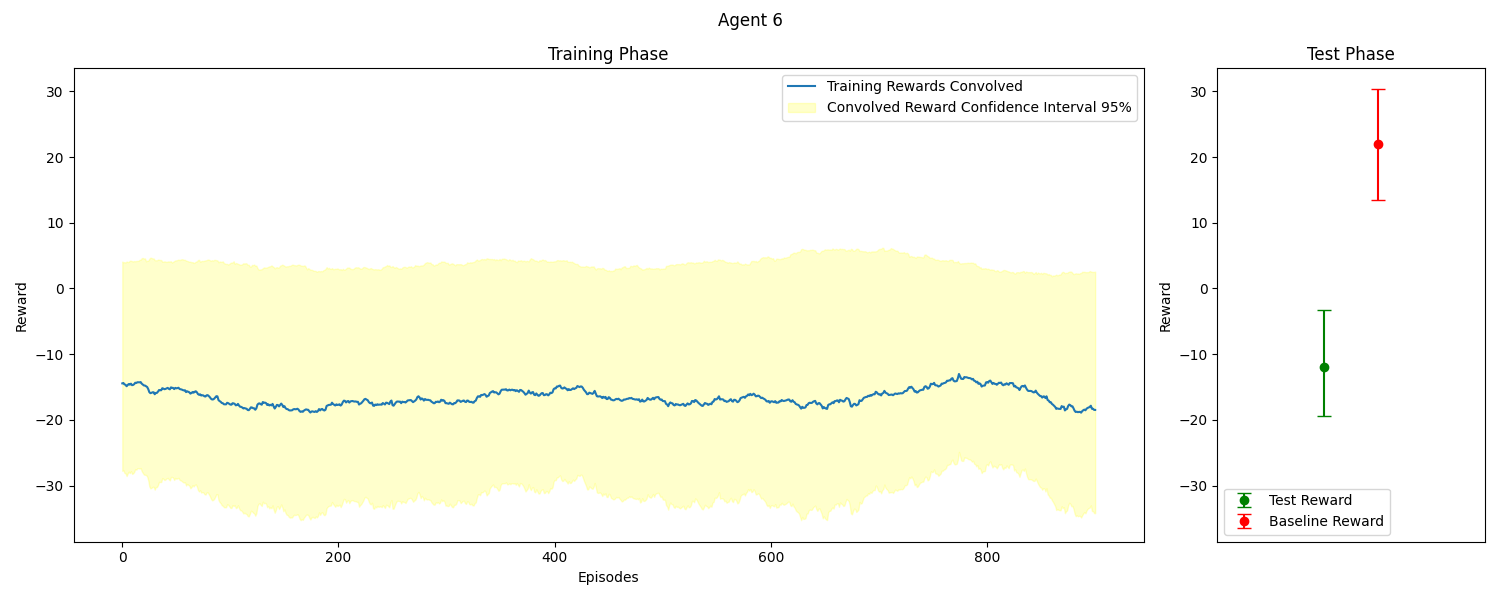 Agent 6
Training Phase
Training Rewards Convolved
Convolved Reward Confidence Interval 95%
Reward
30
20
10
0
−10
−20
−30
0
200
400
600
800
Episodes
Test Phase
Reward
30
20
10
0
−10
−20
−30
Test Reward
Baseline Reward